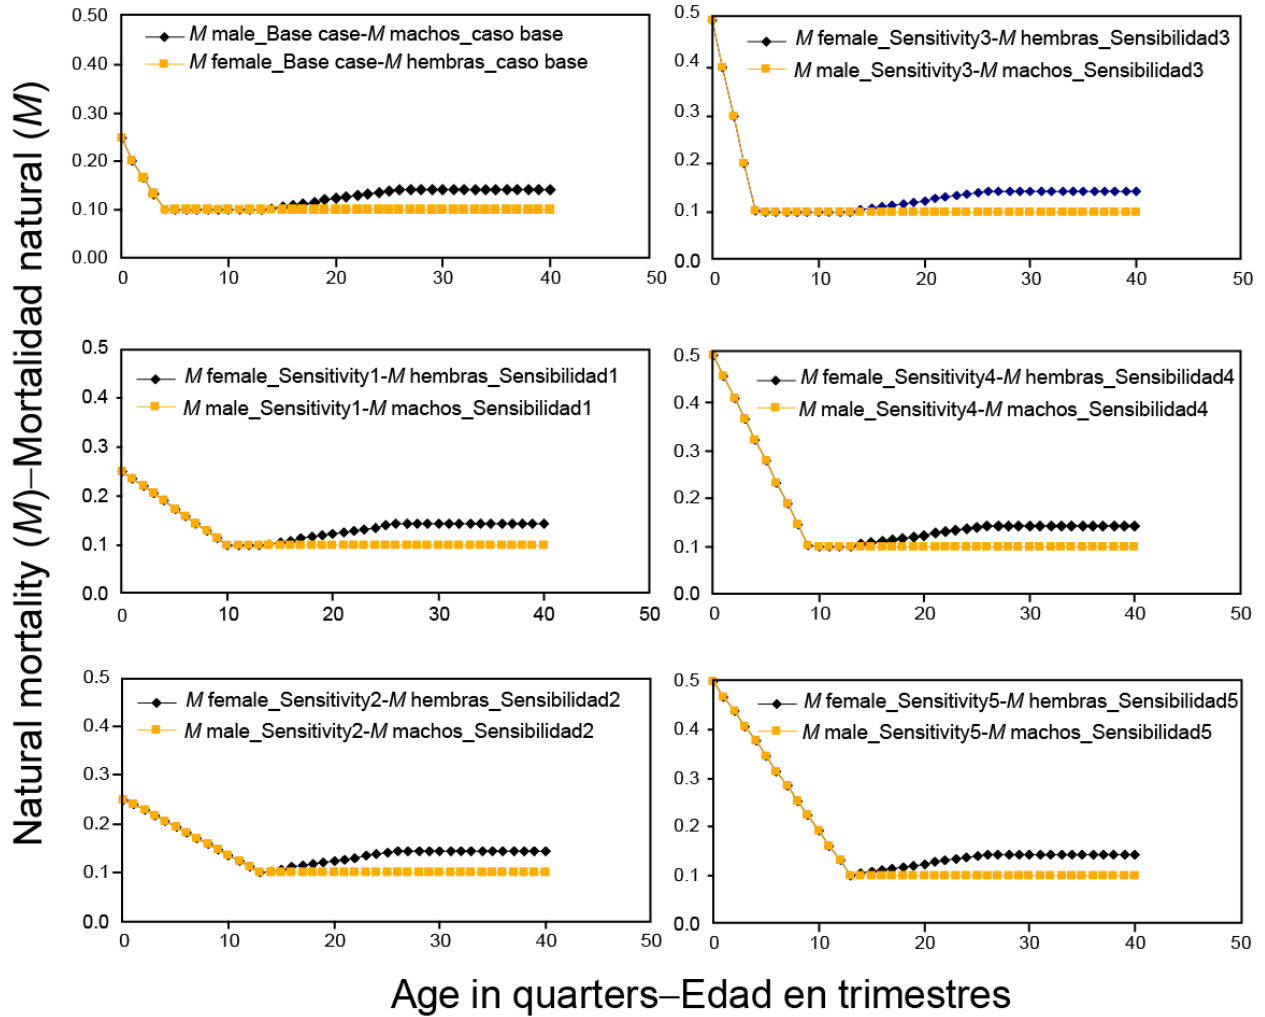 Natural mortality (M)–Mortalidad natural (M)
0.50
0.40
0.30
0.20
0.10
0.00
M male_Base case-M machos_caso base
M female_Base case-M hembras_caso base
0 10 20 30 40 50
0.5
0.4
0.3
0.2
0.1
0.0
M female_Sensitivity3-M hembras_Sensibilidad3
M male_Sensitivity3-M machos_Sensibilidad3
0 10 20 30 40 50
0.5
0.4
0.3
0.2
0.1
0.0
M female_Sensitivity1-M hembras_Sensibilidad1
M male_Sensitivity1-M machos_Sensibilidad1
0 10 20 30 40 50
0.5
0.4
0.3
0.2
0.1
0.0
M female_Sensitivity4-M hembras_Sensibilidad4
M male_Sensitivity4-M machos_Sensibilidad4
0 10 20 30 40 50
0.5
0.4
0.3
0.2
0.1
0.0
M female_Sensitivity2-M hembras_Sensibilidad2
M male_Sensitivity2-M machos_Sensibilidad2
0 10 20 30 40 50
0.5
0.4
0.3
0.2
0.1
0.0
M female_Sensitivity5-M hembras_Sensibilidad5
M male_Sensitivity5-M machos_Sensibilidad5
0 10 20 30 40 50
Age in quarters–Edad en trimestres